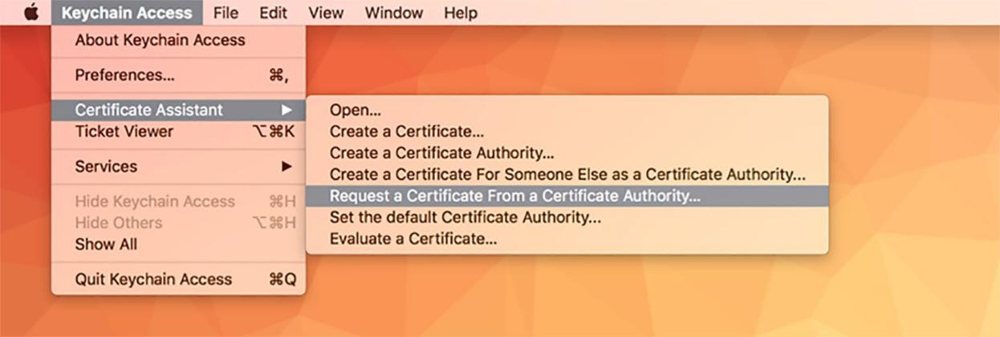 Keychain Access File Edit View Window Help
About Keychain Access
Preferences... ⌘,
Certificate Assistant ▶
Ticket Viewer ⌥⌘K
Services ▶
Hide Keychain Access ⌘H
Hide Others ⌥⌘H
Show All
Quit Keychain Access ⌘Q
Open...
Create a Certificate...
Create a Certificate Authority...
Create a Certificate For Someone Else as a Certificate Authority...
Request a Certificate From a Certificate Authority...
Set the default Certificate Authority...
Evaluate a Certificate...